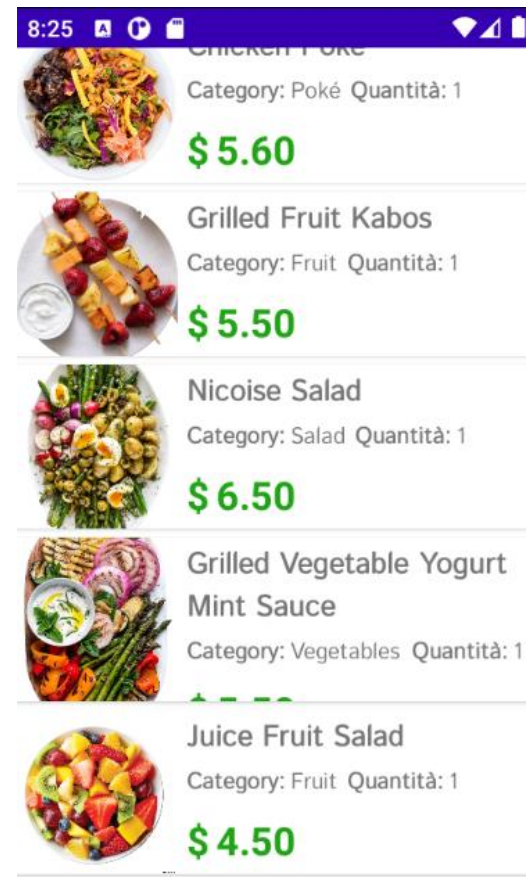 8:25
Chicken Poke
Category: Poké Quantità: 1
$ 5.60
Grilled Fruit Kabos
Category: Fruit Quantità: 1
$ 5.50
Nicoise Salad
Category: Salad Quantità: 1
$ 6.50
Grilled Vegetable Yogurt
Mint Sauce
Category: Vegetables Quantità: 1
Juice Fruit Salad
Category: Fruit Quantità: 1
$ 4.50